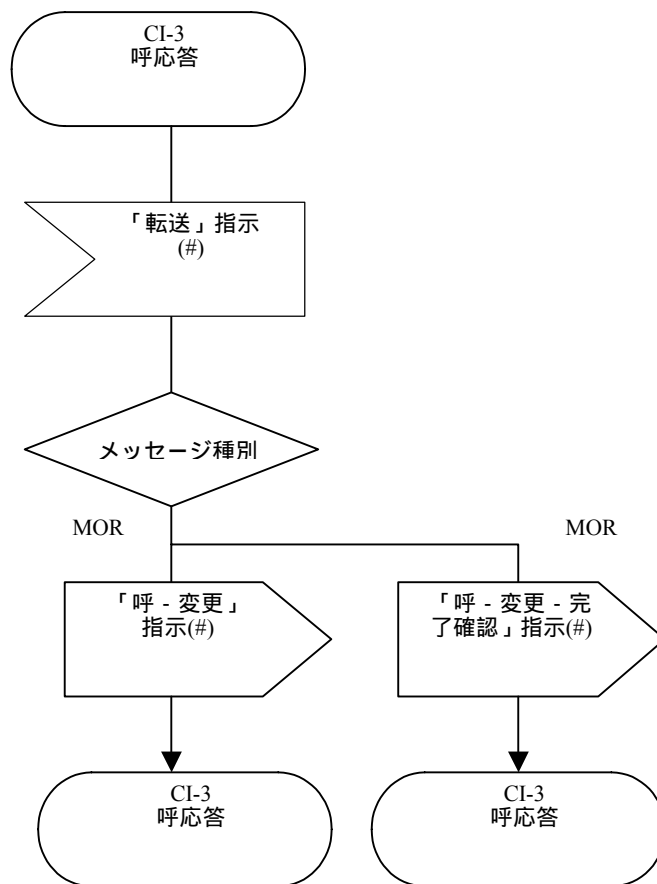 CI-3
呼応答
「転送」指示
(#)
メッセージ種別
MOR
MOR
「呼 - 変更」
指示(#)
「呼 - 変更 - 完
了確認」指示(#)
CI-3
呼応答
CI-3
呼応答